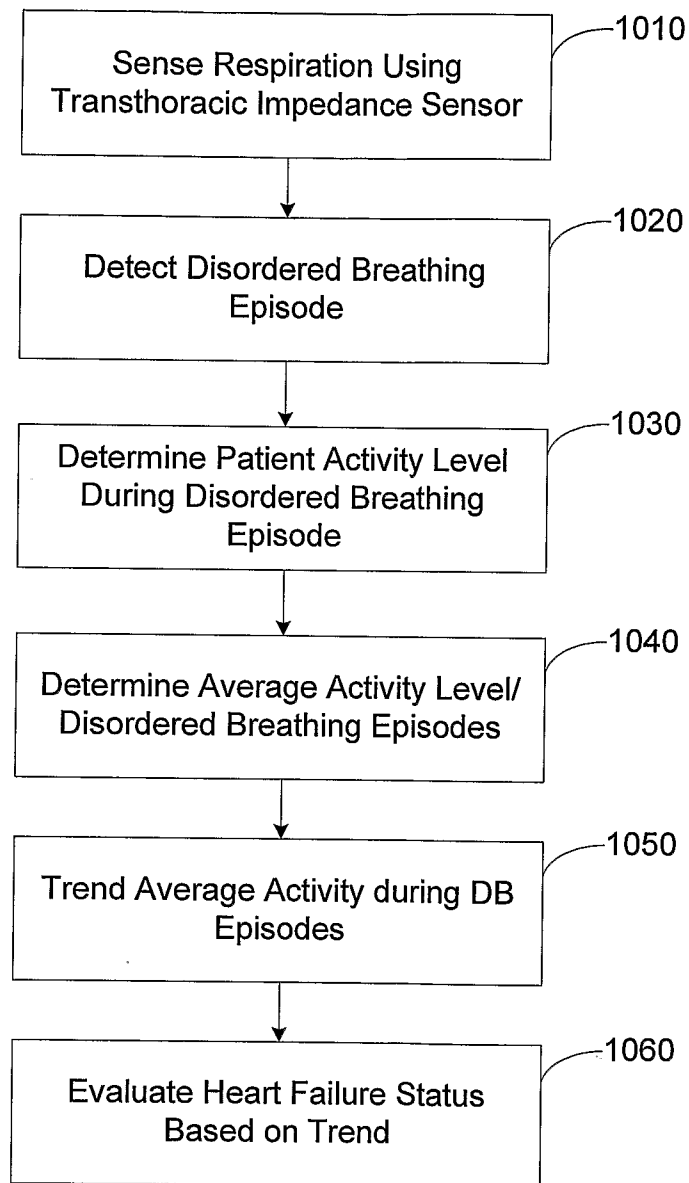 1010
Sense Respiration Using
Transthoracic Impedance Sensor
1020
Detect Disordered Breathing
Episode
1030
Determine Patient Activity Level
During Disordered Breathing
Episode
1040
Determine Average Activity Level/
Disordered Breathing Episodes
1050
Trend Average Activity during DB
Episodes
1060
Evaluate Heart Failure Status
Based on Trend